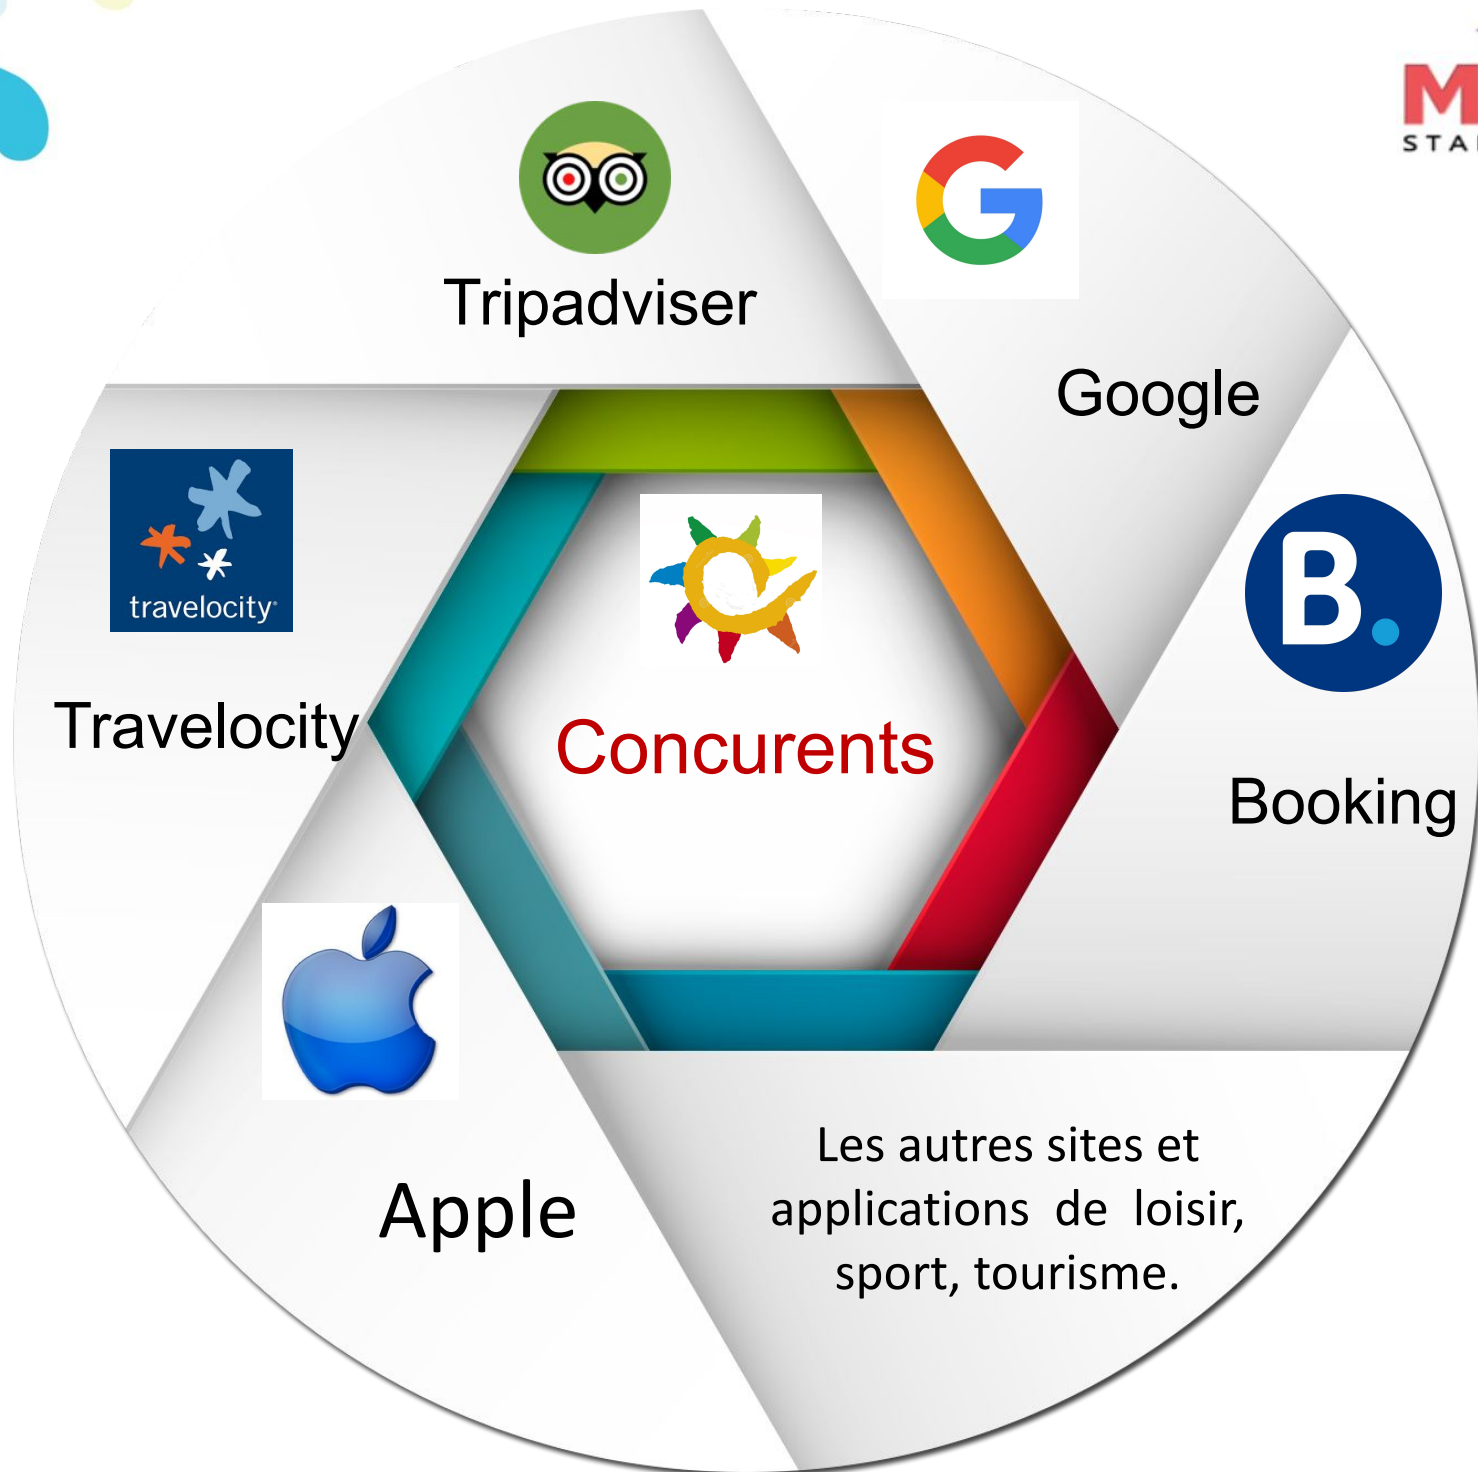 Tripadviser
Google
travelocity
Travelocity
Concurents
B.
Booking
Apple
Les autres sites et
applications de loisir,
sport, tourisme.